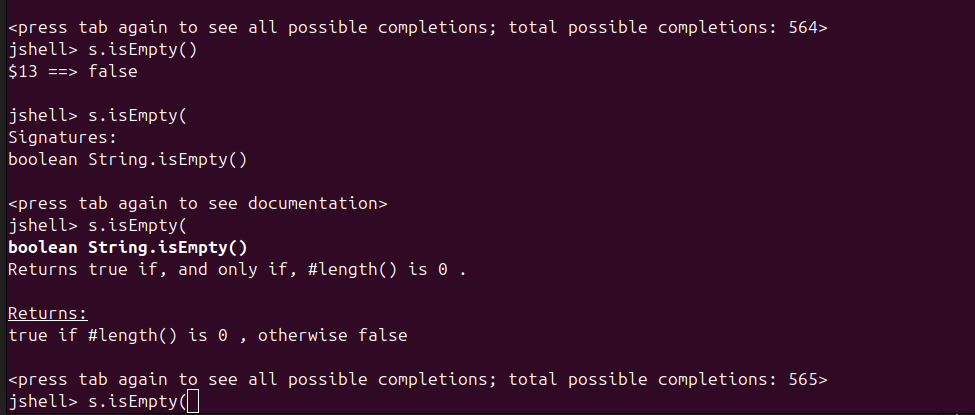 <press tab again to see all possible completions; total possible completions: 564>
jshell> s.isEmpty()
$13 ==> false
jshell> s.isEmpty(
Signatures:
boolean String.isEmpty()
<press tab again to see documentation>
jshell> s.isEmpty(
boolean String.isEmpty()
Returns true if, and only if, #length() is 0 .
Returns:
true if #length() is 0 , otherwise false
<press tab again to see all possible completions; total possible completions: 565>
jshell> s.isEmpty(